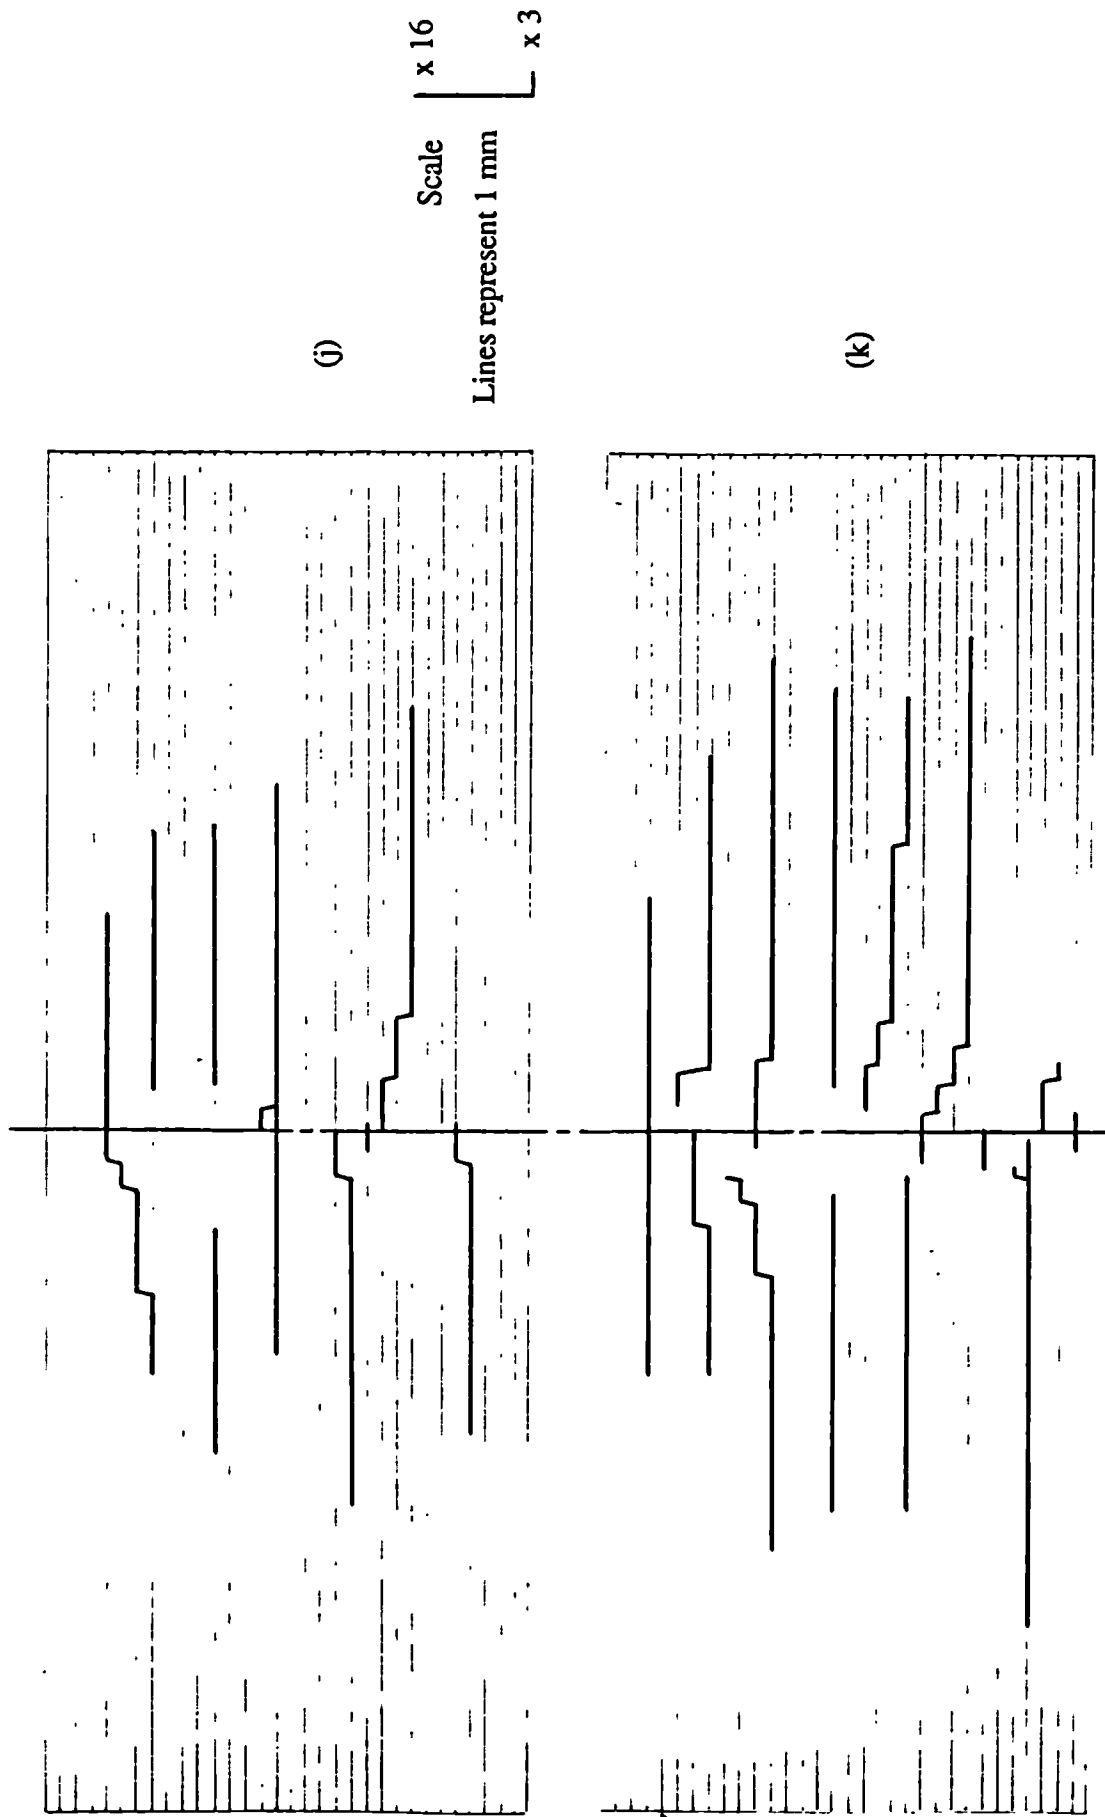 Scale
x 16
Lines represent 1 mm
x 3
(j)
(k)